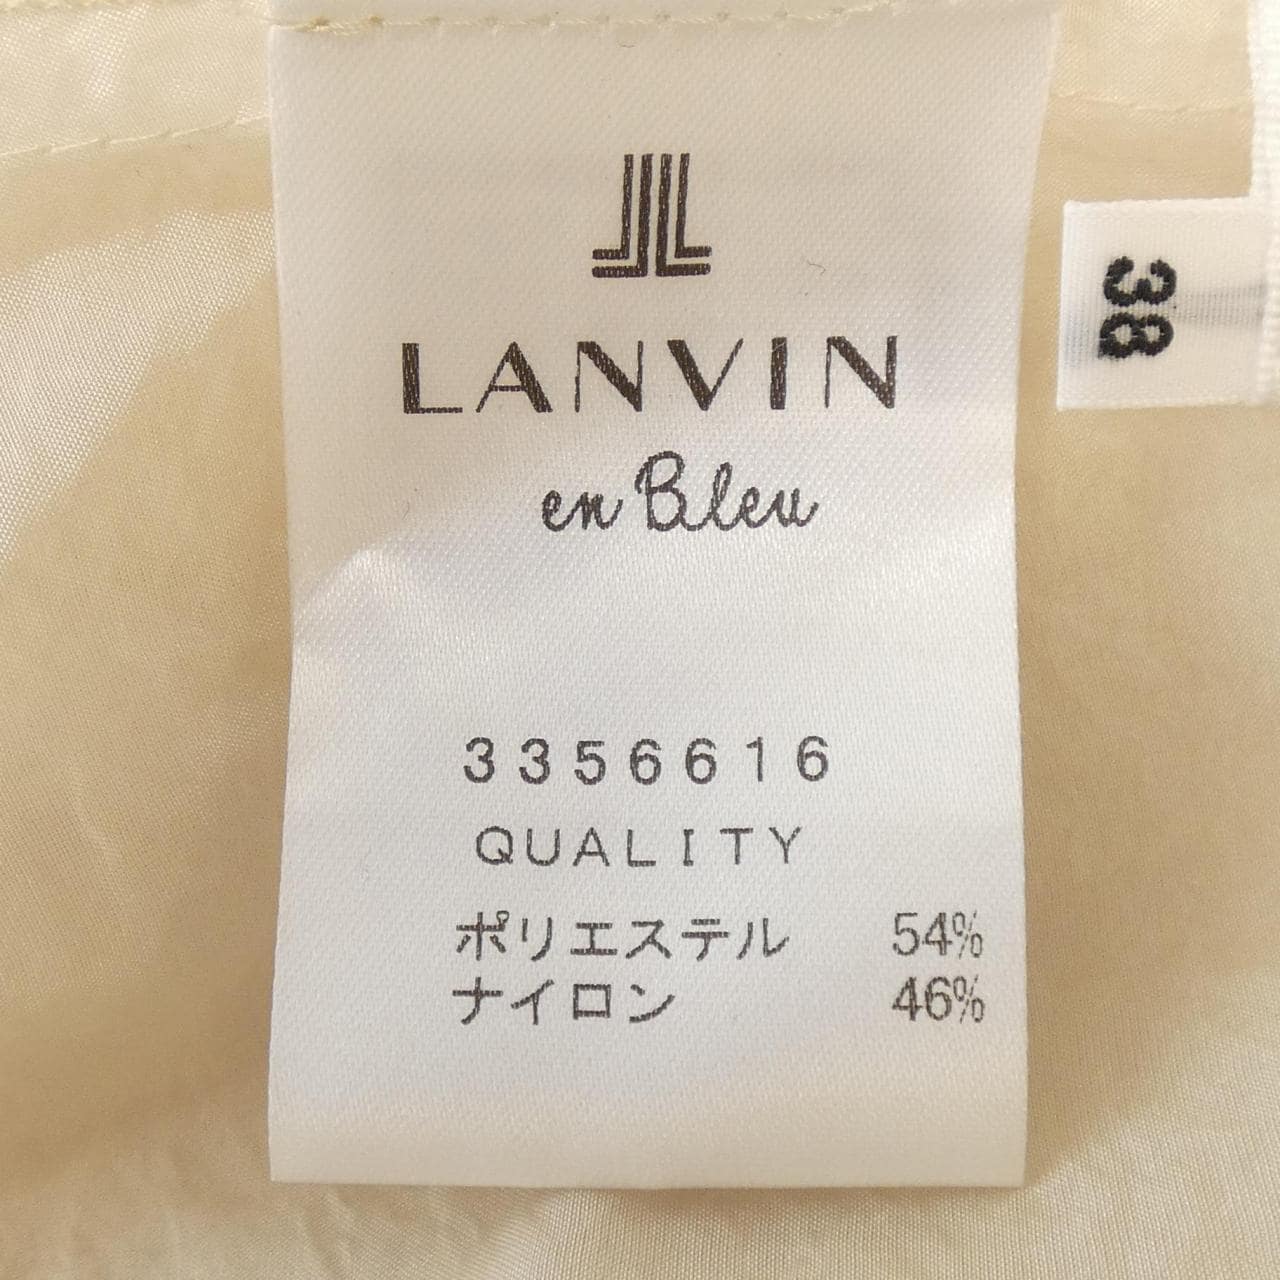 LANVIN
en Bleu
38
3356616
QUALITY
ポリエステル 54%
ナイロン 46%